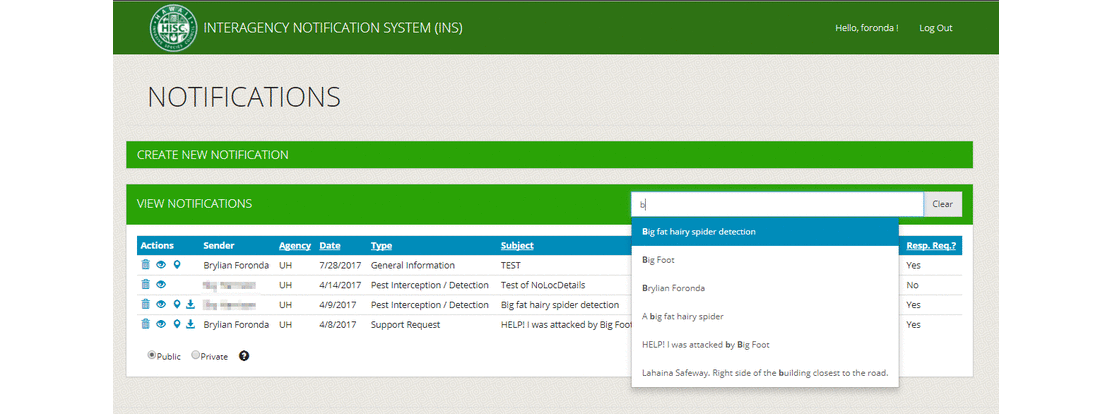 HAWAII
HISC
INTERAGENCY NOTIFICATION SYSTEM (INS)
Hello, foronda !
Log Out
NOTIFICATIONS
CREATE NEW NOTIFICATION
VIEW NOTIFICATIONS
b
Clear
Big fat hairy spider detection
Big Foot
Brylian Foronda
A big fat hairy spider
HELP! I was attacked by Big Foot
Lahaina Safeway. Right side of the building closest to the road.
Actions Sender Agency Date Type Subject Resp. Req.?
Brylian Foronda UH 7/28/2017 General Information TEST Yes
UH 4/14/2017 Pest Interception / Detection Test of NoLocDetails No
UH 4/9/2017 Pest Interception / Detection Big fat hairy spider detection Yes
Brylian Foronda UH 4/8/2017 Support Request HELP! I was attacked by Big Foot Yes
Public Private ?